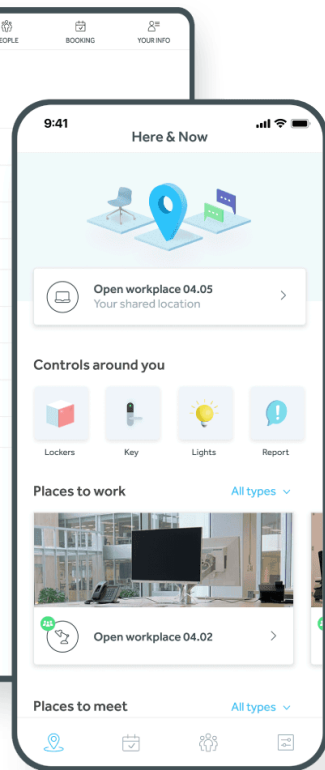 BOOKING
YOUR INFO
9:41
Here & Now
Open workplace 04.05
Your shared location
Controls around you
Lockers
Key
Lights
Report
Places to work
All types
Open workplace 04.02
Places to meet
All types